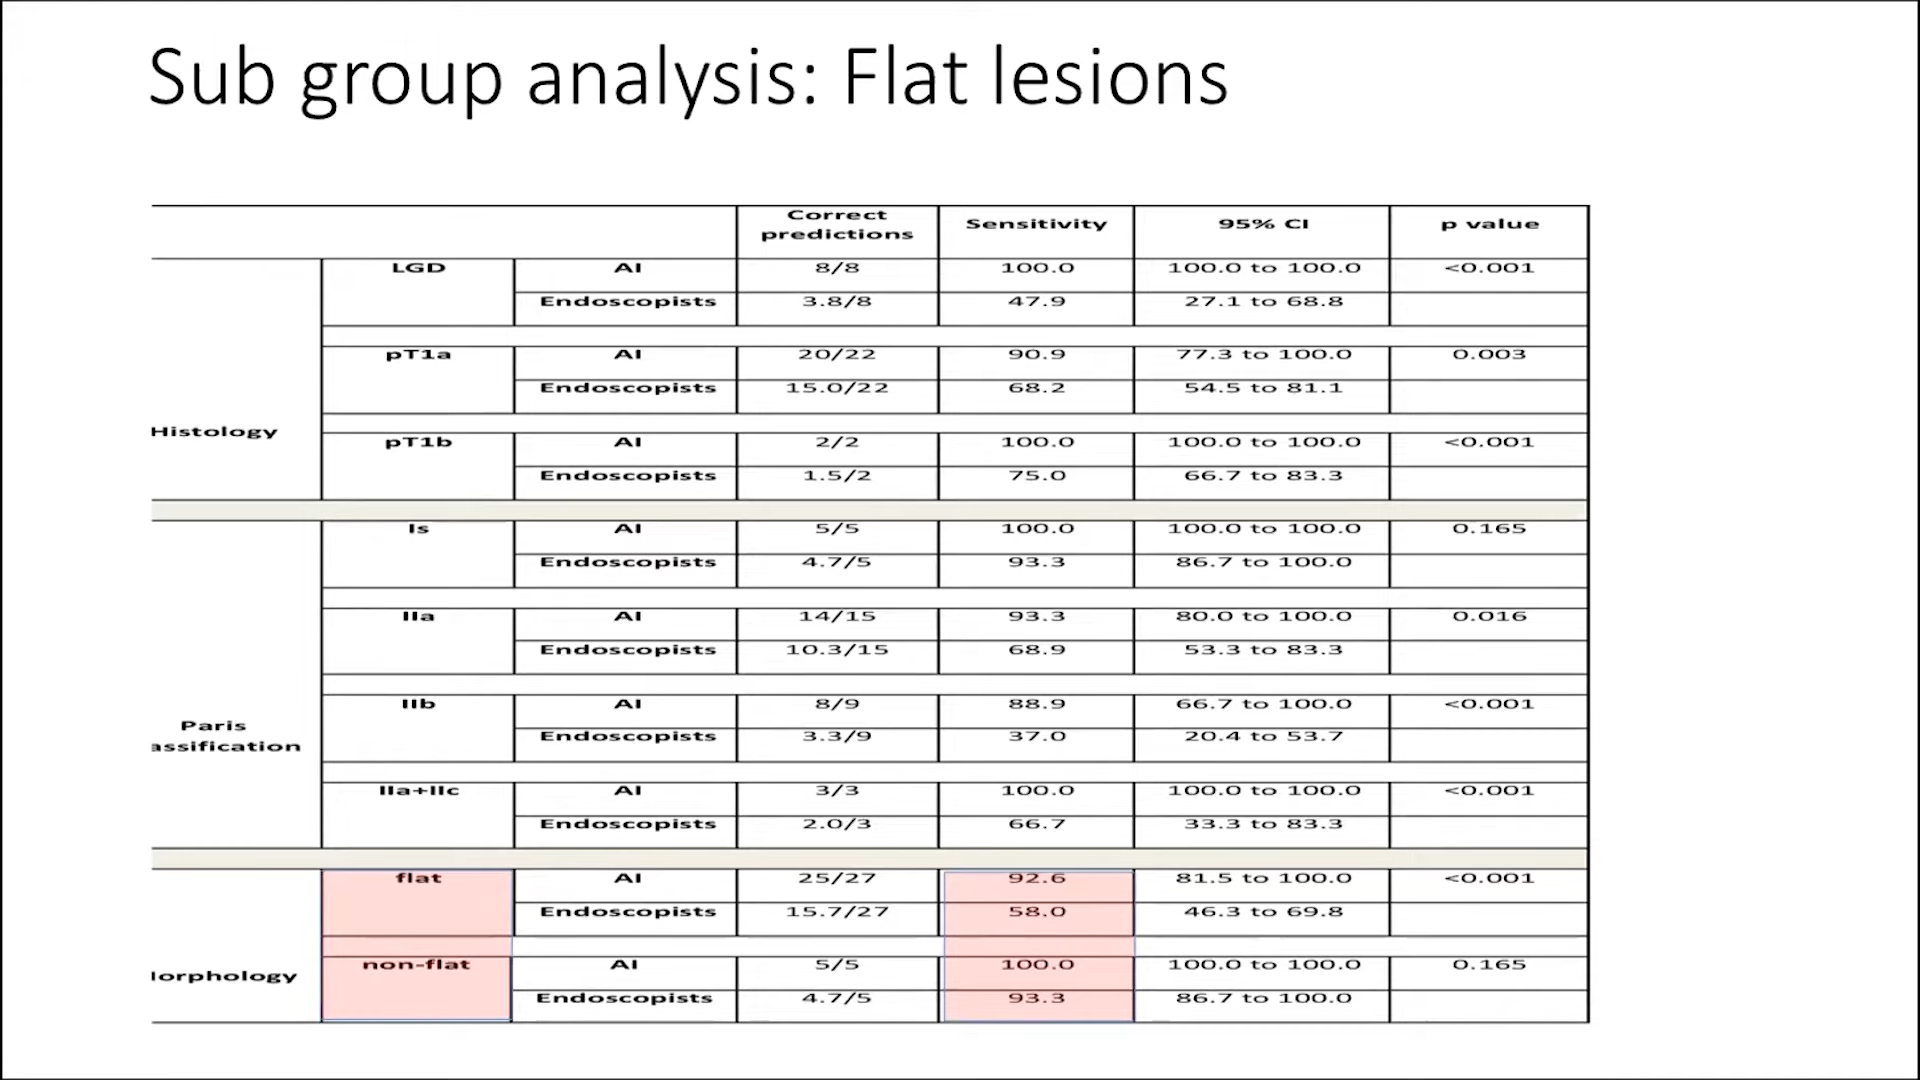 Sub group analysis: Flat lesions
Correct predictions Sensitivity 95% CI p value
LGD AI 8/8 100.0 100.0 to 100.0 <0.001
Endoscopists 3.8/8 47.9 27.1 to 68.8
pT1a AI 20/22 90.9 77.3 to 100.0 0.003
Endoscopists 15.0/22 68.2 54.5 to 81.1
Histology
pT1b AI 2/2 100.0 100.0 to 100.0 <0.001
Endoscopists 1.5/2 75.0 66.7 to 83.3
Is AI 5/5 100.0 100.0 to 100.0 0.165
Endoscopists 4.7/5 93.3 86.7 to 100.0
IIa AI 14/15 93.3 80.0 to 100.0 0.016
Endoscopists 10.3/15 68.9 53.3 to 83.3
IIb AI 8/9 88.9 66.7 to 100.0 <0.001
Paris
Endoscopists 3.3/9 37.0 20.4 to 53.7
assification
IIa+IIc AI 3/3 100.0 100.0 to 100.0 <0.001
Endoscopists 2.0/3 66.7 33.3 to 83.3
flat AI 25/27 92.6 81.5 to 100.0 <0.001
Endoscopists 15.7/27 58.0 46.3 to 69.8
non-flat AI 5/5 100.0 100.0 to 100.0 0.165
orphology
Endoscopists 4.7/5 93.3 86.7 to 100.0